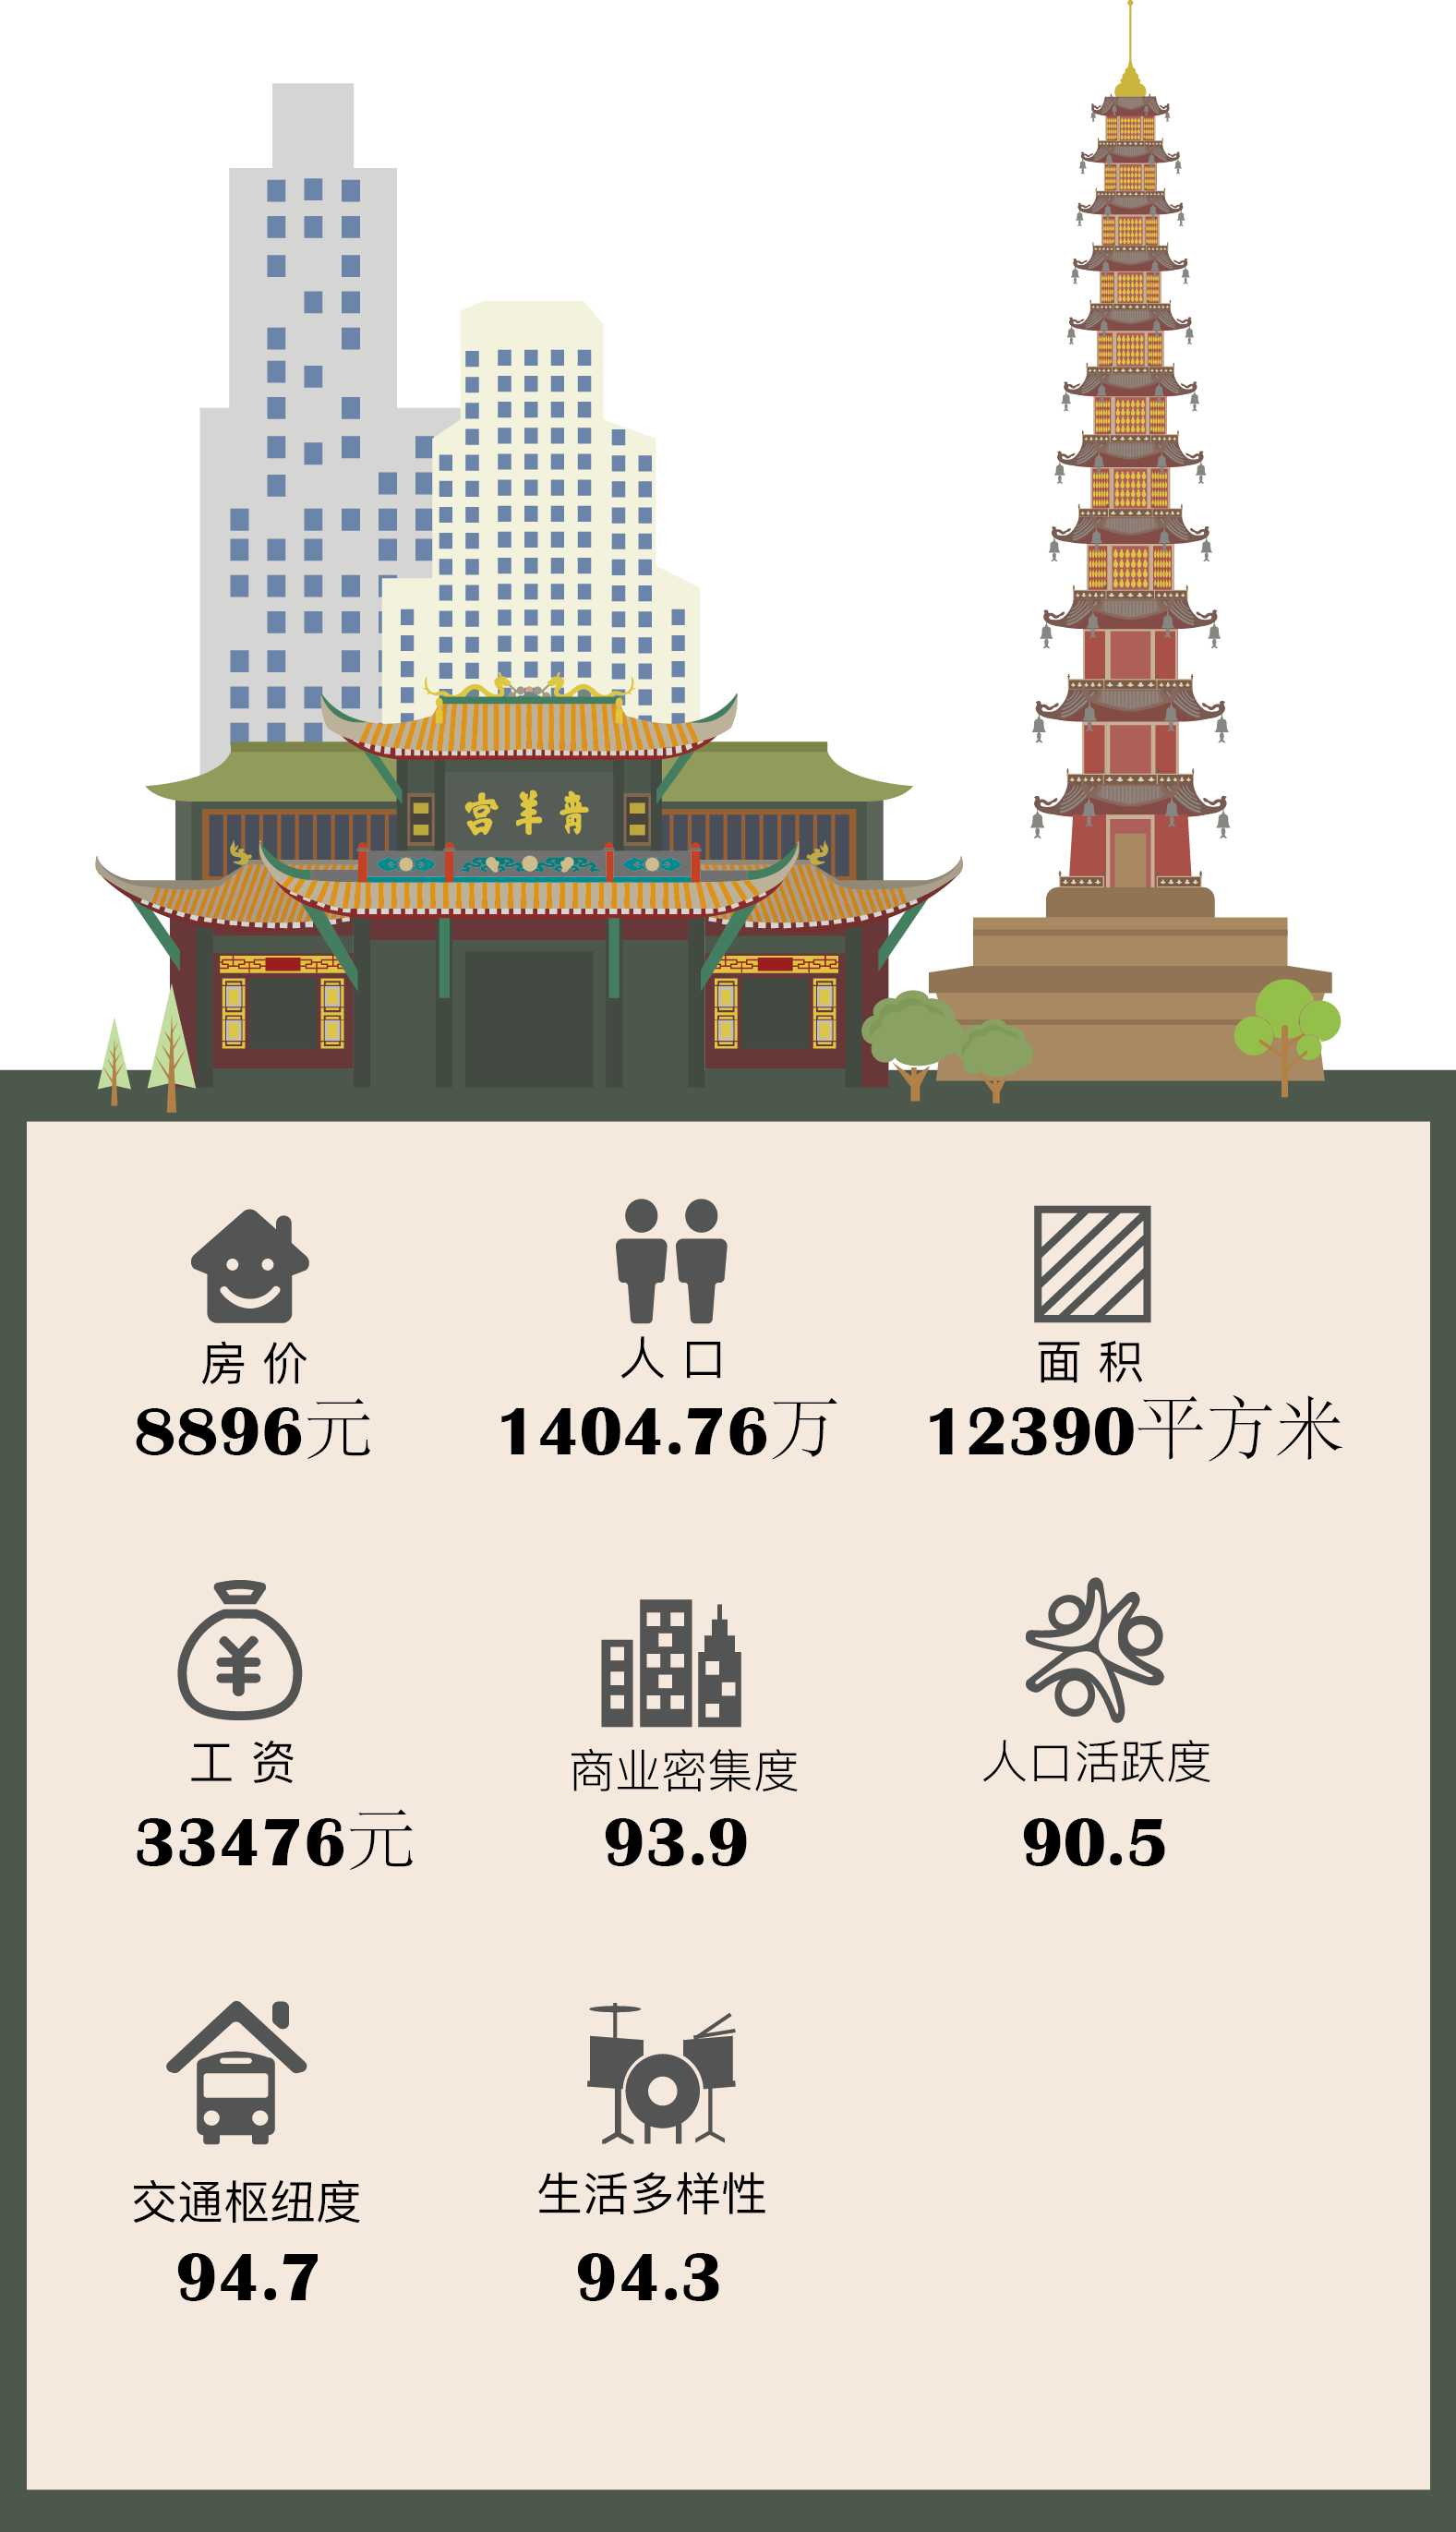 宫羊青
房价
人口
面积
8896元
1404.76万
12390平方米
工资
商业密集度
人口活跃度
33476元
93.9
90.5
交通枢纽度
生活多样性
94.7
94.3